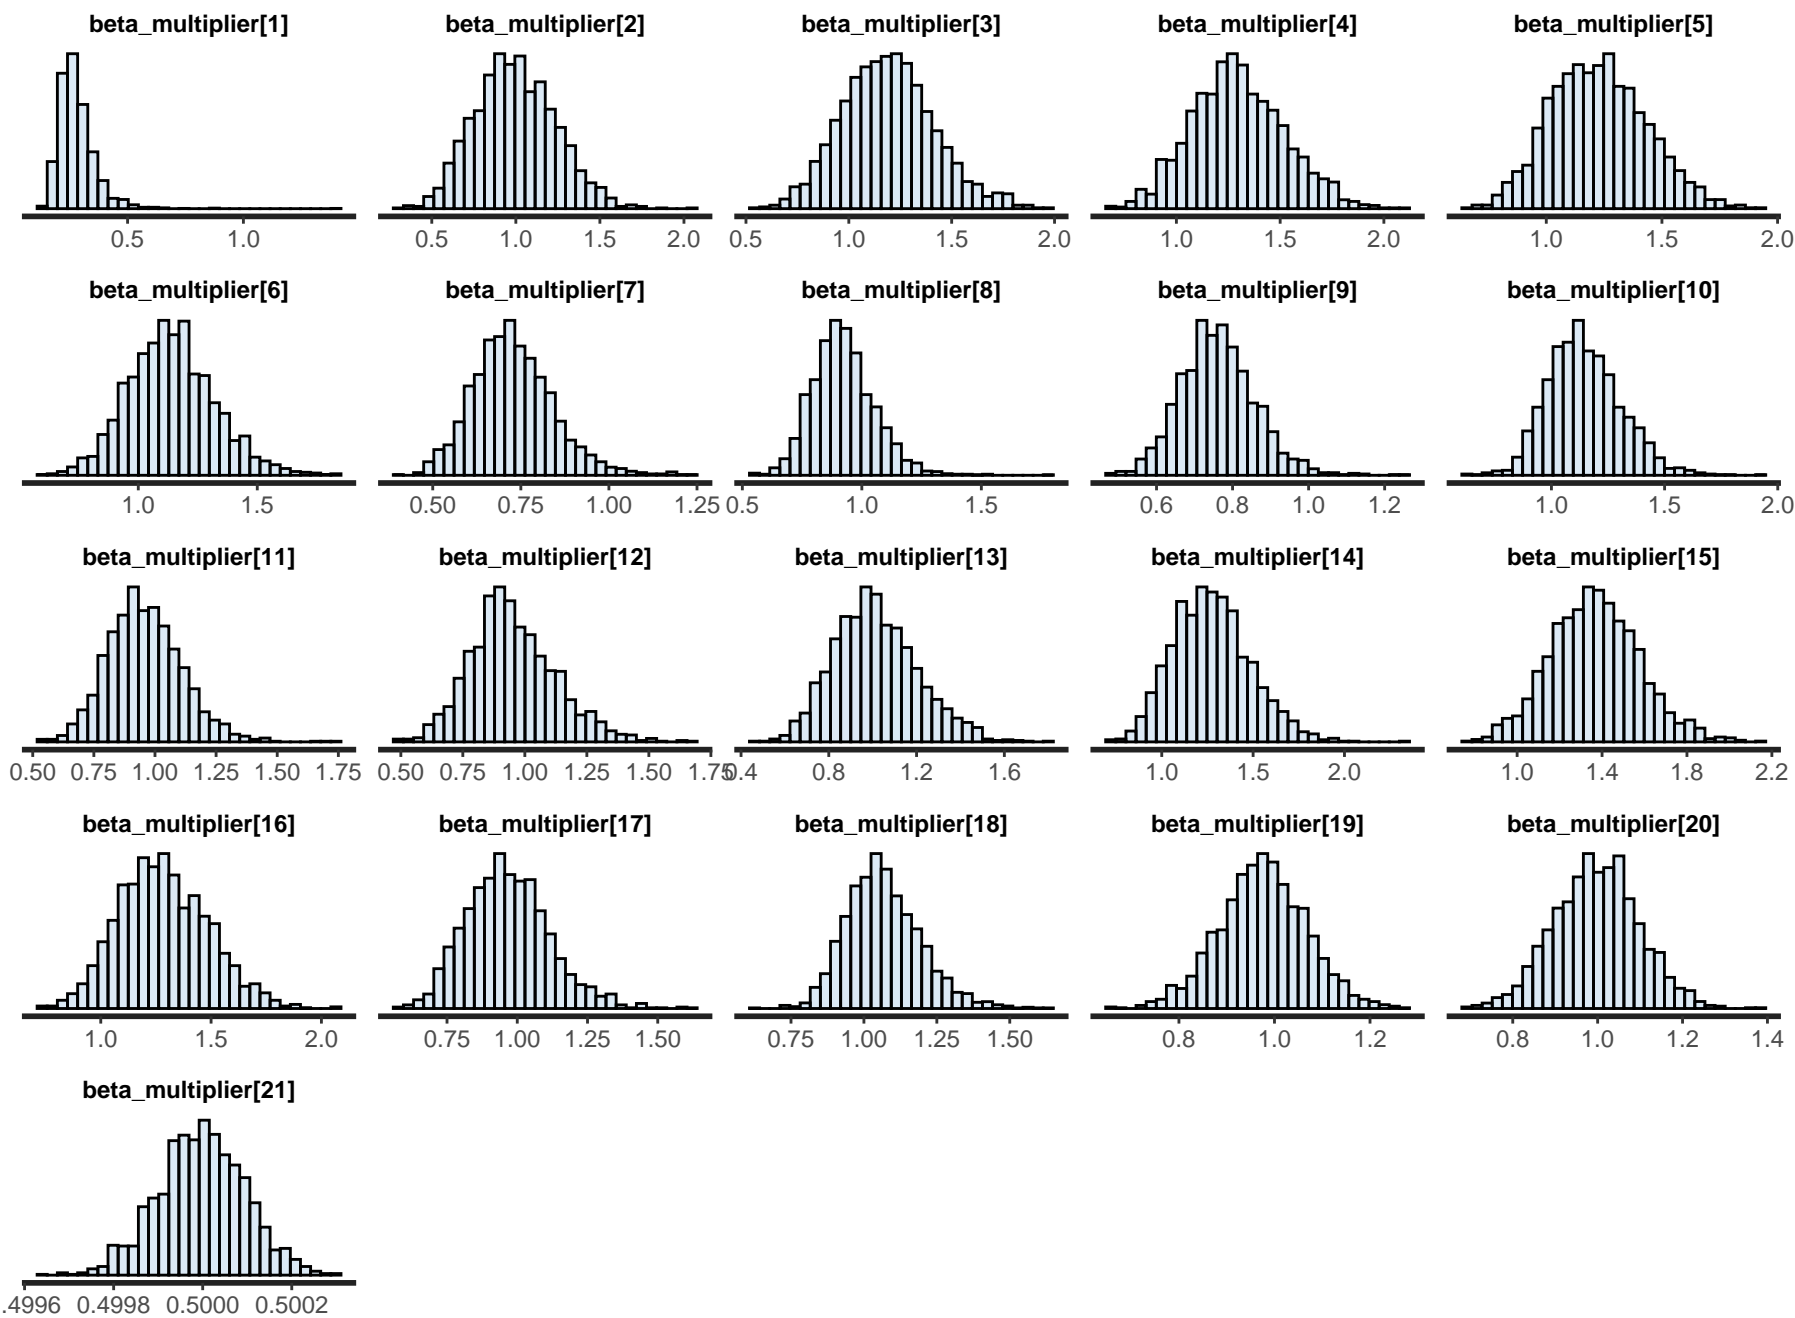 beta_multiplier[1] beta_multiplier[2] beta_multiplier[3] beta_multiplier[4] beta_multiplier[5]
0.5 1.0 0.5 1.0 1.5 2.0 0.5 1.0 1.5 2.0 1.0 1.5 2.0 1.0 1.5 2.0
beta_multiplier[6] beta_multiplier[7] beta_multiplier[8] beta_multiplier[9] beta_multiplier[10]
1.0 1.5 0.50 0.75 1.00 1.25 0.5 1.0 1.5 0.6 0.8 1.0 1.2 1.0 1.5 2.0
beta_multiplier[11] beta_multiplier[12] beta_multiplier[13] beta_multiplier[14] beta_multiplier[15]
0.50 0.75 1.00 1.25 1.50 1.75 0.50 0.75 1.00 1.25 1.50 1.75 0.4 0.8 1.2 1.6 1.0 1.5 2.0 1.0 1.4 1.8 2.2
beta_multiplier[16] beta_multiplier[17] beta_multiplier[18] beta_multiplier[19] beta_multiplier[20]
1.0 1.5 2.0 0.75 1.00 1.25 1.50 0.75 1.00 1.25 1.50 0.8 1.0 1.2 0.8 1.0 1.2 1.4
beta_multiplier[21]
.4996 0.4998 0.5000 0.5002